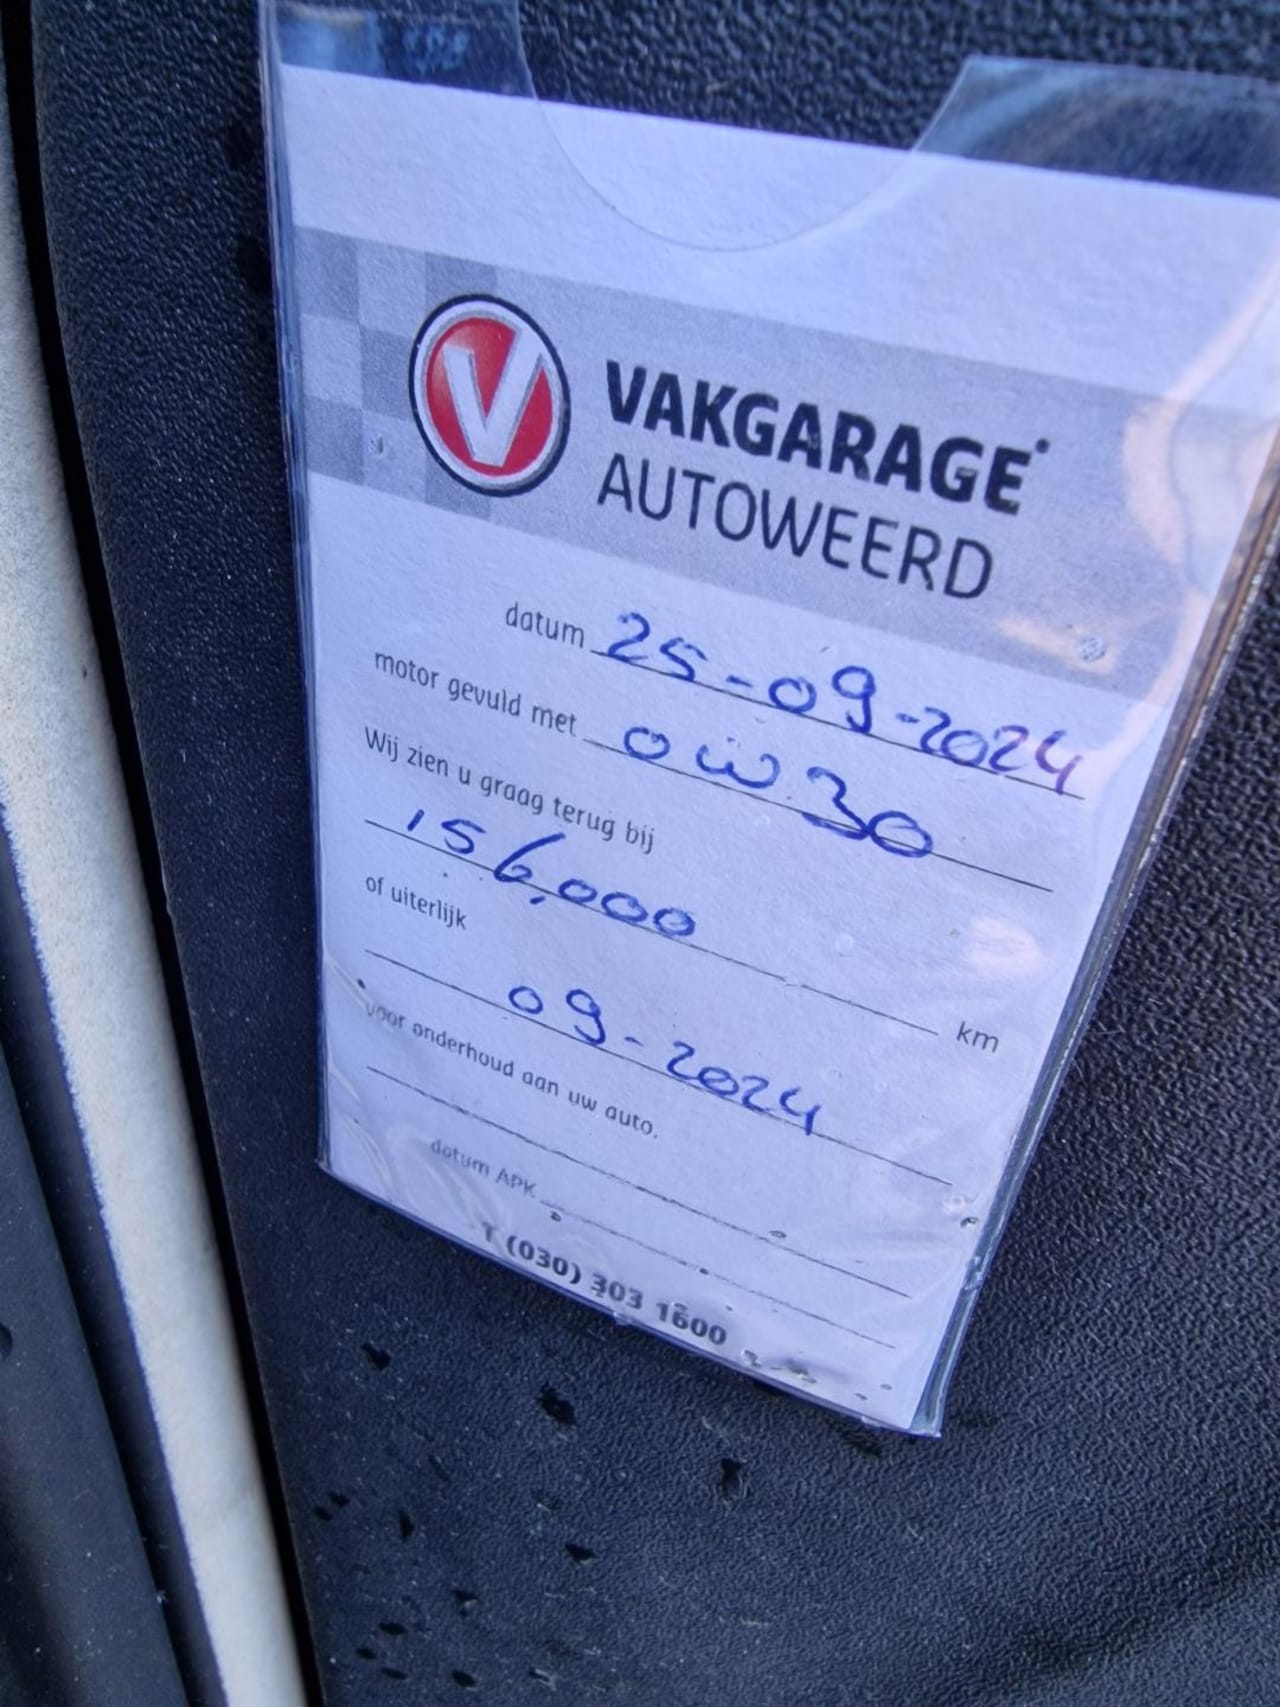 V
VAKGARAGE
AUTOWEERD
datum 25-09-2024
motor gevuld met 0W30
Wij zien u graag terug bij
156,000 km
of uiterlijk
09-2024
voor onderhoud aan uw auto.
datum APK
T (030) 303 1600